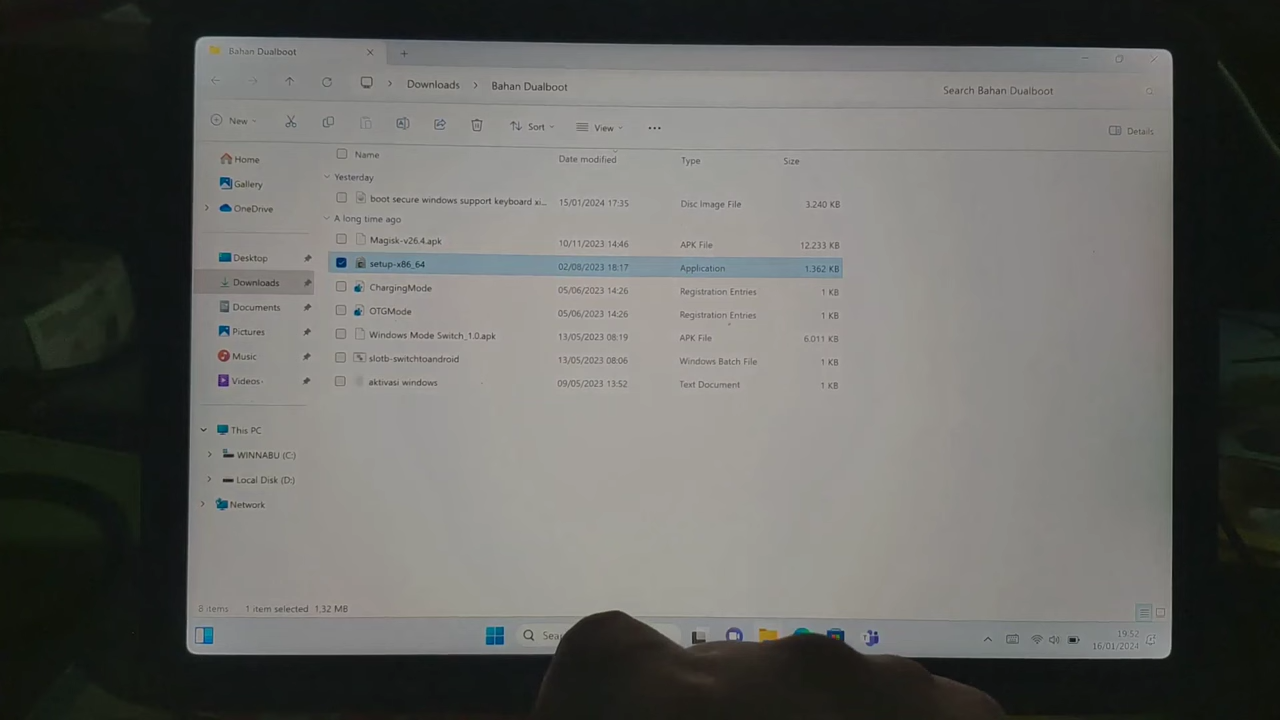 Bahan Dualboot
Downloads > Bahan Dualboot
Search Bahan Dualboot
New
Sort
View
Details
Name Date modified Type Size
Home
Gallery
OneDrive
Desktop
Downloads
Documents
Pictures
Music
Videos
This PC
WINNABU (C:)
Local Disk (D:)
Network
Yesterday
boot secure windows support keyboard xi... 15/01/2024 17:35 Disc Image File 3.240 KB
A long time ago
Magisk-v26.4.apk 10/11/2023 14:46 APK File 12.233 KB
setup-x86_64 02/08/2023 18:17 Application 1.362 KB
ChargingMode 05/06/2023 14:26 Registration Entries 1 KB
OTGMode 05/06/2023 14:26 Registration Entries 1 KB
Windows Mode Switch_1.0.apk 13/05/2023 08:19 APK File 6.011 KB
slotb-switchtoandroid 13/05/2023 08:06 Windows Batch File 1 KB
aktivasi windows 09/05/2023 13:52 Text Document 1 KB
8 items 1 item selected 1,32 MB
19.52
16/01/2024